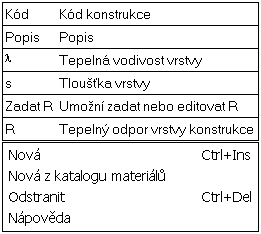 Kód Kód konstrukce
Popis Popis
λ Tepelná vodivost vrstvy
s Tloušťka vrstvy
Zadat R Umožní zadat nebo editovat R
R Tepelný odpor vrstvy konstrukce
Nová Ctrl+Ins
Nová z katalogu materiálů
Odstranit Ctrl+Del
Nápověda